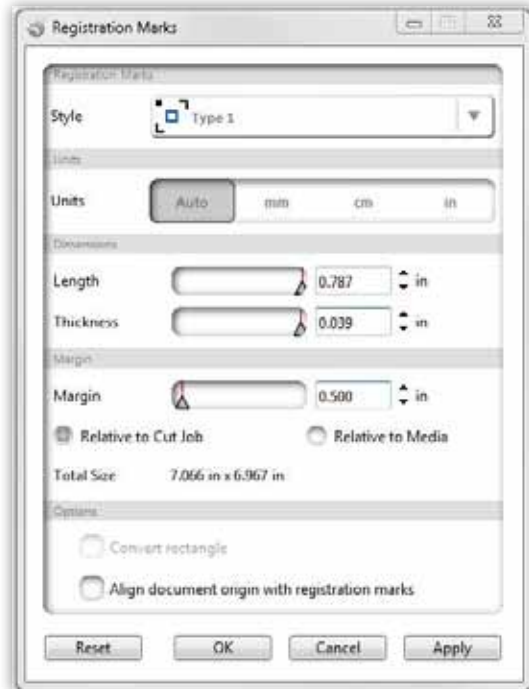 Registration Marks
Registration Marks
Style Type 1
Units
Units Auto mm cm in
Dimensions
Length 0.787 in
Thickness 0.039 in
Margin
Margin 0.500 in
Relative to Cut Job Relative to Media
Total Size 7.066 in x 6.967 in
Options
Convert rectangle
Align document origin with registration marks
Reset OK Cancel Apply